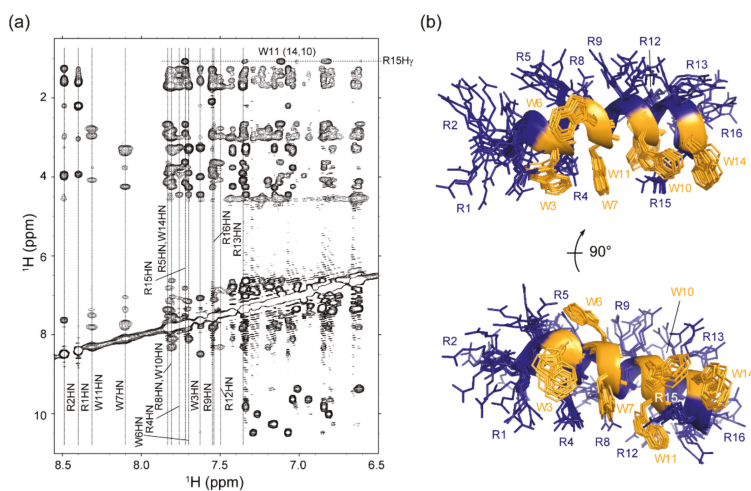 (a)
W11 (14,10)
R15Hγ
2
4
6
8
10
¹H (ppm)
R15HN
R5HN,W14HN
R16HN
R13HN
R2HN
R1HN
W11HN
W7HN
W6HN
R4HN
R8HN,W10HN
W3HN
R9HN
R12HN
8.5
8.0
7.5
7.0
6.5
¹H (ppm)
(b)
R12
R9
R5
R8
R13
W6
R2
R16
W14
W11
W10
R4
W3
W7
R15
R1
90°
W6
W10
R5
R9
R13
R2
W14
R15
W3
W7
R1
R4
R8
R12
W11
R16